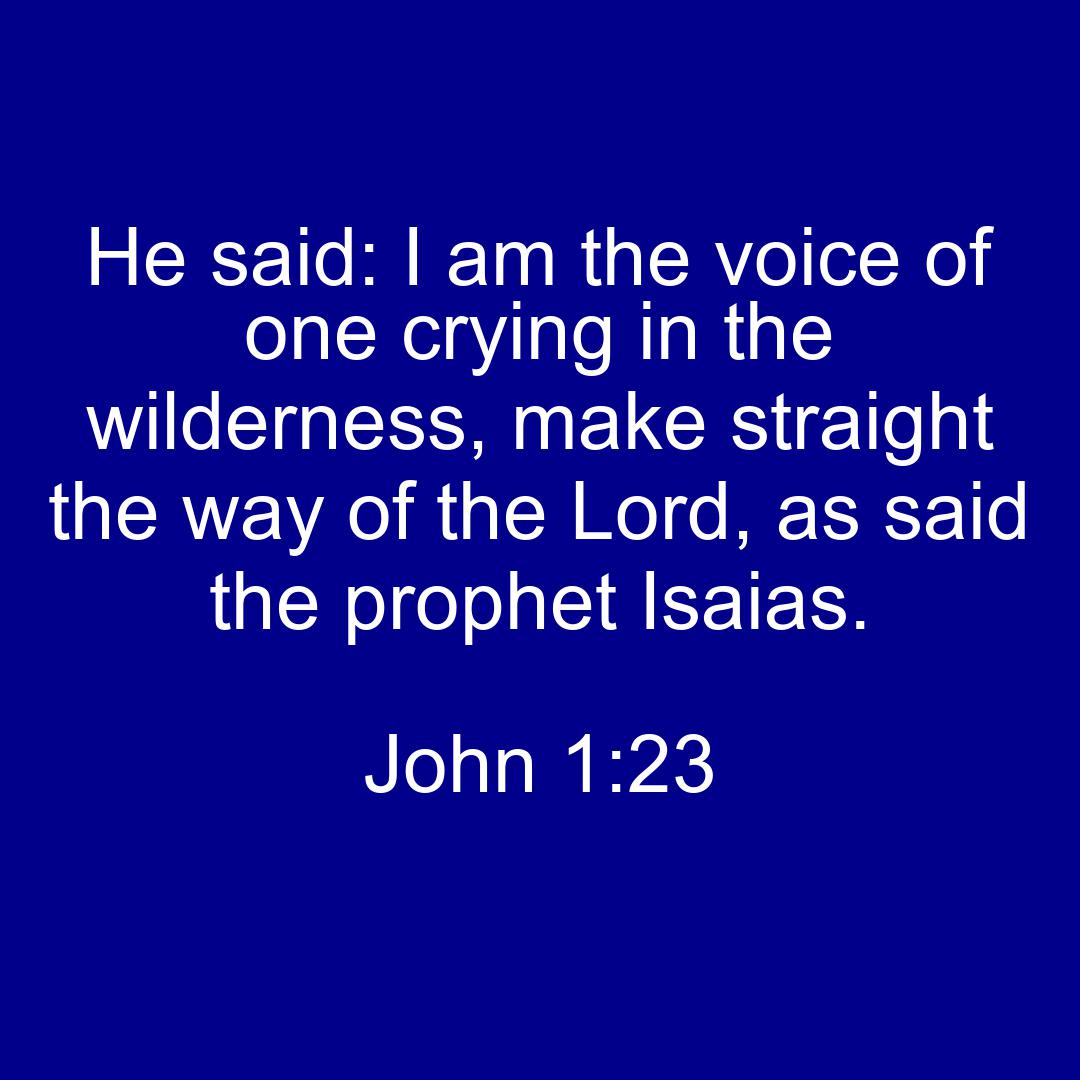 He said: I am the voice of
one crying in the
wilderness, make straight
the way of the Lord, as said
the prophet Isaias.
John 1:23